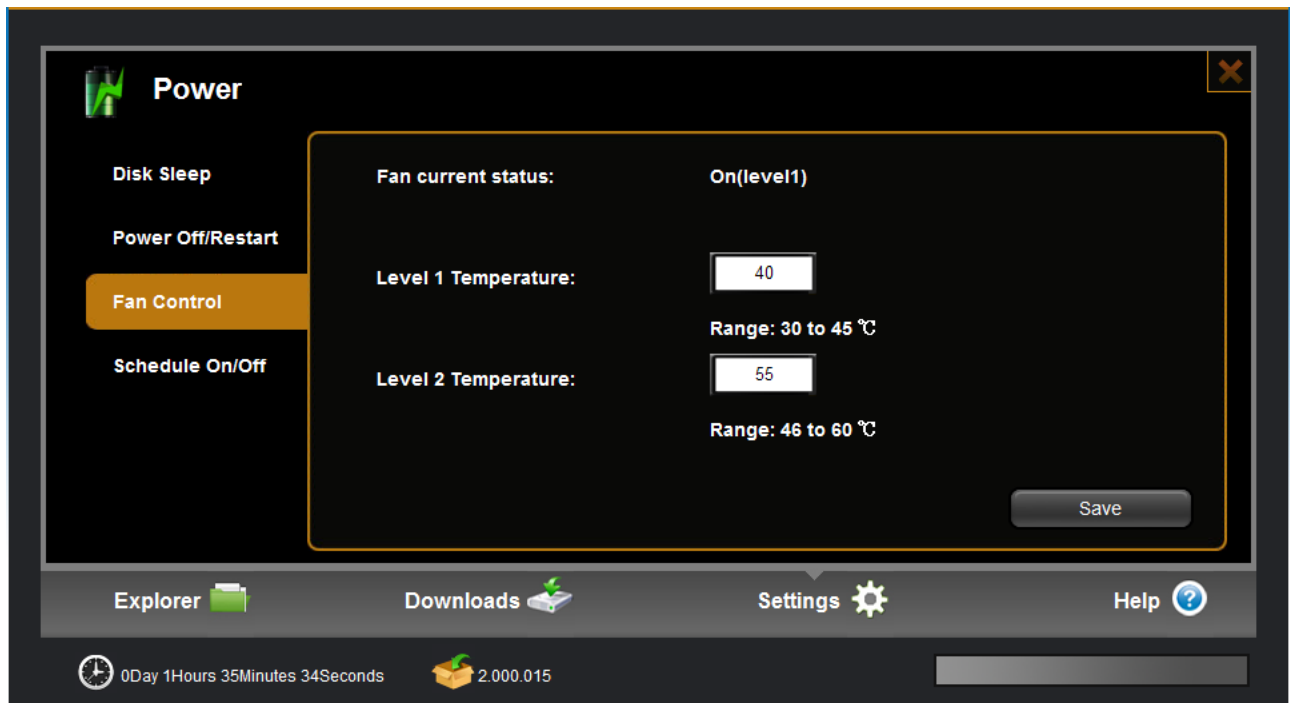 Power
Disk Sleep
Power Off/Restart
Fan Control
Schedule On/Off
Fan current status: On(level1)
Level 1 Temperature: 40
Range: 30 to 45 ℃
Level 2 Temperature: 55
Range: 46 to 60 ℃
Save
Explorer Downloads Settings Help
0Day 1Hours 35Minutes 34Seconds 2.000.015